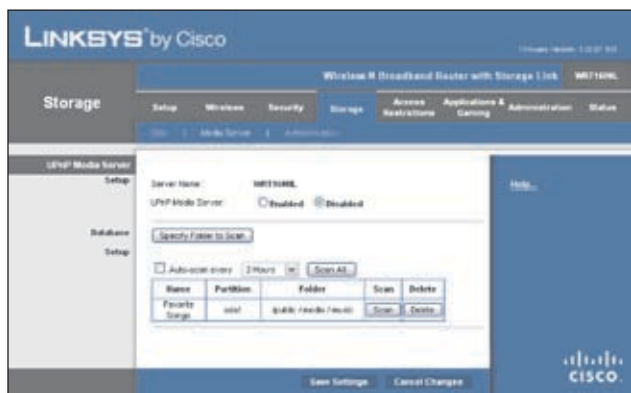 LINKSYS® by Cisco
Wireless-N Broadband Router with Storage Link WRT160NL
Storage
Setup Wireless Security Storage Access Restrictions Applications & Gaming Administration Status
Disk | Media Server | Administration
UPnP Media Server
Setup
Server Name: WRT160NL
UPnP Media Server: Enabled Disabled
Database
Setup
Specify Folder to Scan
Auto-scan every 2 Hours Scan All
Name Partition Folder Scan Delete
Favorite Songs /public/media/music Scan Delete
Help...
Save Settings Cancel Changes
CISCO